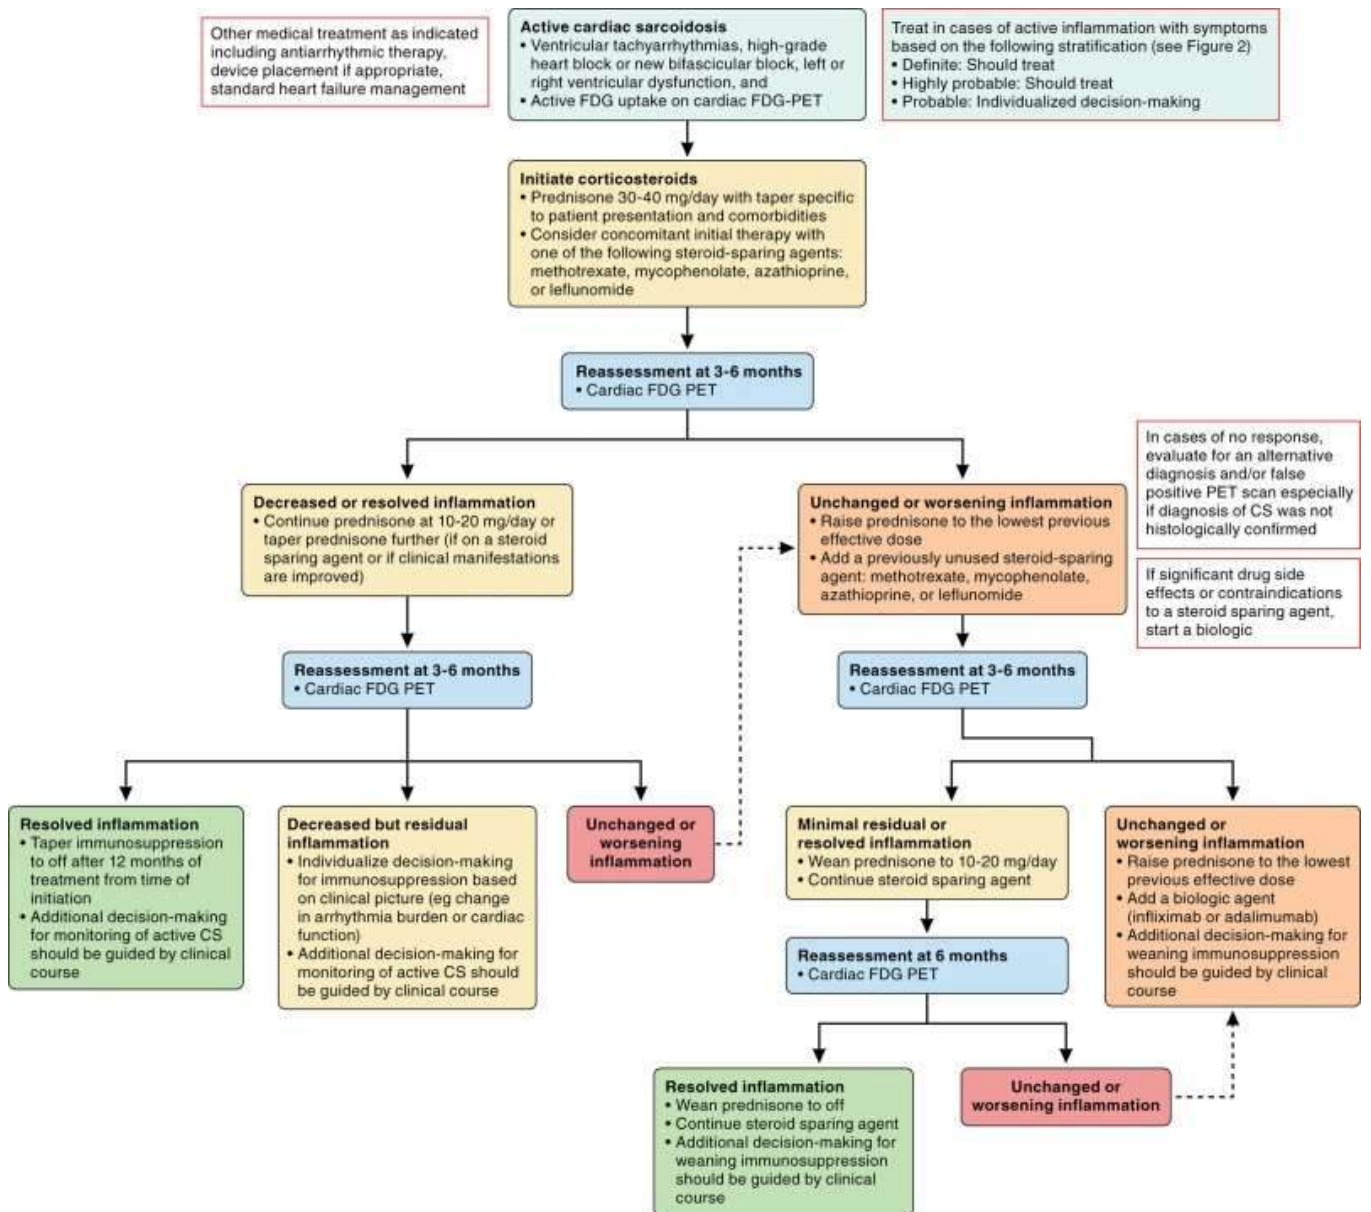 Other medical treatment as indicated
including antiarrhythmic therapy,
device placement if appropriate,
standard heart failure management
Active cardiac sarcoidosis
• Ventricular tachyarrhythmias, high-grade
heart block or new bifascicular block, left or
right ventricular dysfunction, and
• Active FDG uptake on cardiac FDG-PET
Treat in cases of active inflammation with symptoms
based on the following stratification (see Figure 2)
• Definite: Should treat
• Highly probable: Should treat
• Probable: Individualized decision-making
Initiate corticosteroids
• Prednisone 30-40 mg/day with taper specific
to patient presentation and comorbidities
• Consider concomitant initial therapy with
one of the following steroid-sparing agents:
methotrexate, mycophenolate, azathioprine,
or leflunomide
Reassessment at 3-6 months
• Cardiac FDG PET
Decreased or resolved inflammation
• Continue prednisone at 10-20 mg/day or
taper prednisone further (if on a steroid
sparing agent or if clinical manifestations
are improved)
Unchanged or worsening inflammation
• Raise prednisone to the lowest previous
effective dose
• Add a previously unused steroid-sparing
agent: methotrexate, mycophenolate,
azathioprine, or leflunomide
In cases of no response,
evaluate for an alternative
diagnosis and/or false
positive PET scan especially
if diagnosis of CS was not
histologically confirmed
If significant drug side
effects or contraindications
to a steroid sparing agent,
start a biologic
Reassessment at 3-6 months
• Cardiac FDG PET
Reassessment at 3-6 months
• Cardiac FDG PET
Resolved inflammation
• Taper immunosuppression
to off after 12 months of
treatment from time of
initiation
• Additional decision-making
for monitoring of active CS
should be guided by clinical
course
Decreased but residual
inflammation
• Individualize decision-making
for immunosuppression based
on clinical picture (eg change
in arrhythmia burden or cardiac
function)
• Additional decision-making for
monitoring of active CS should
be guided by clinical course
Unchanged or
worsening
inflammation
Minimal residual or
resolved inflammation
• Wean prednisone to 10-20 mg/day
• Continue steroid sparing agent
Unchanged or
worsening inflammation
• Raise prednisone to the lowest
previous effective dose
• Add a biologic agent
(infliximab or adalimumab)
• Additional decision-making for
weaning immunosuppression
should be guided by clinical
course
Reassessment at 6 months
• Cardiac FDG PET
Resolved inflammation
• Wean prednisone to off
• Continue steroid sparing agent
• Additional decision-making for
weaning immunosuppression
should be guided by clinical
course
Unchanged or
worsening inflammation